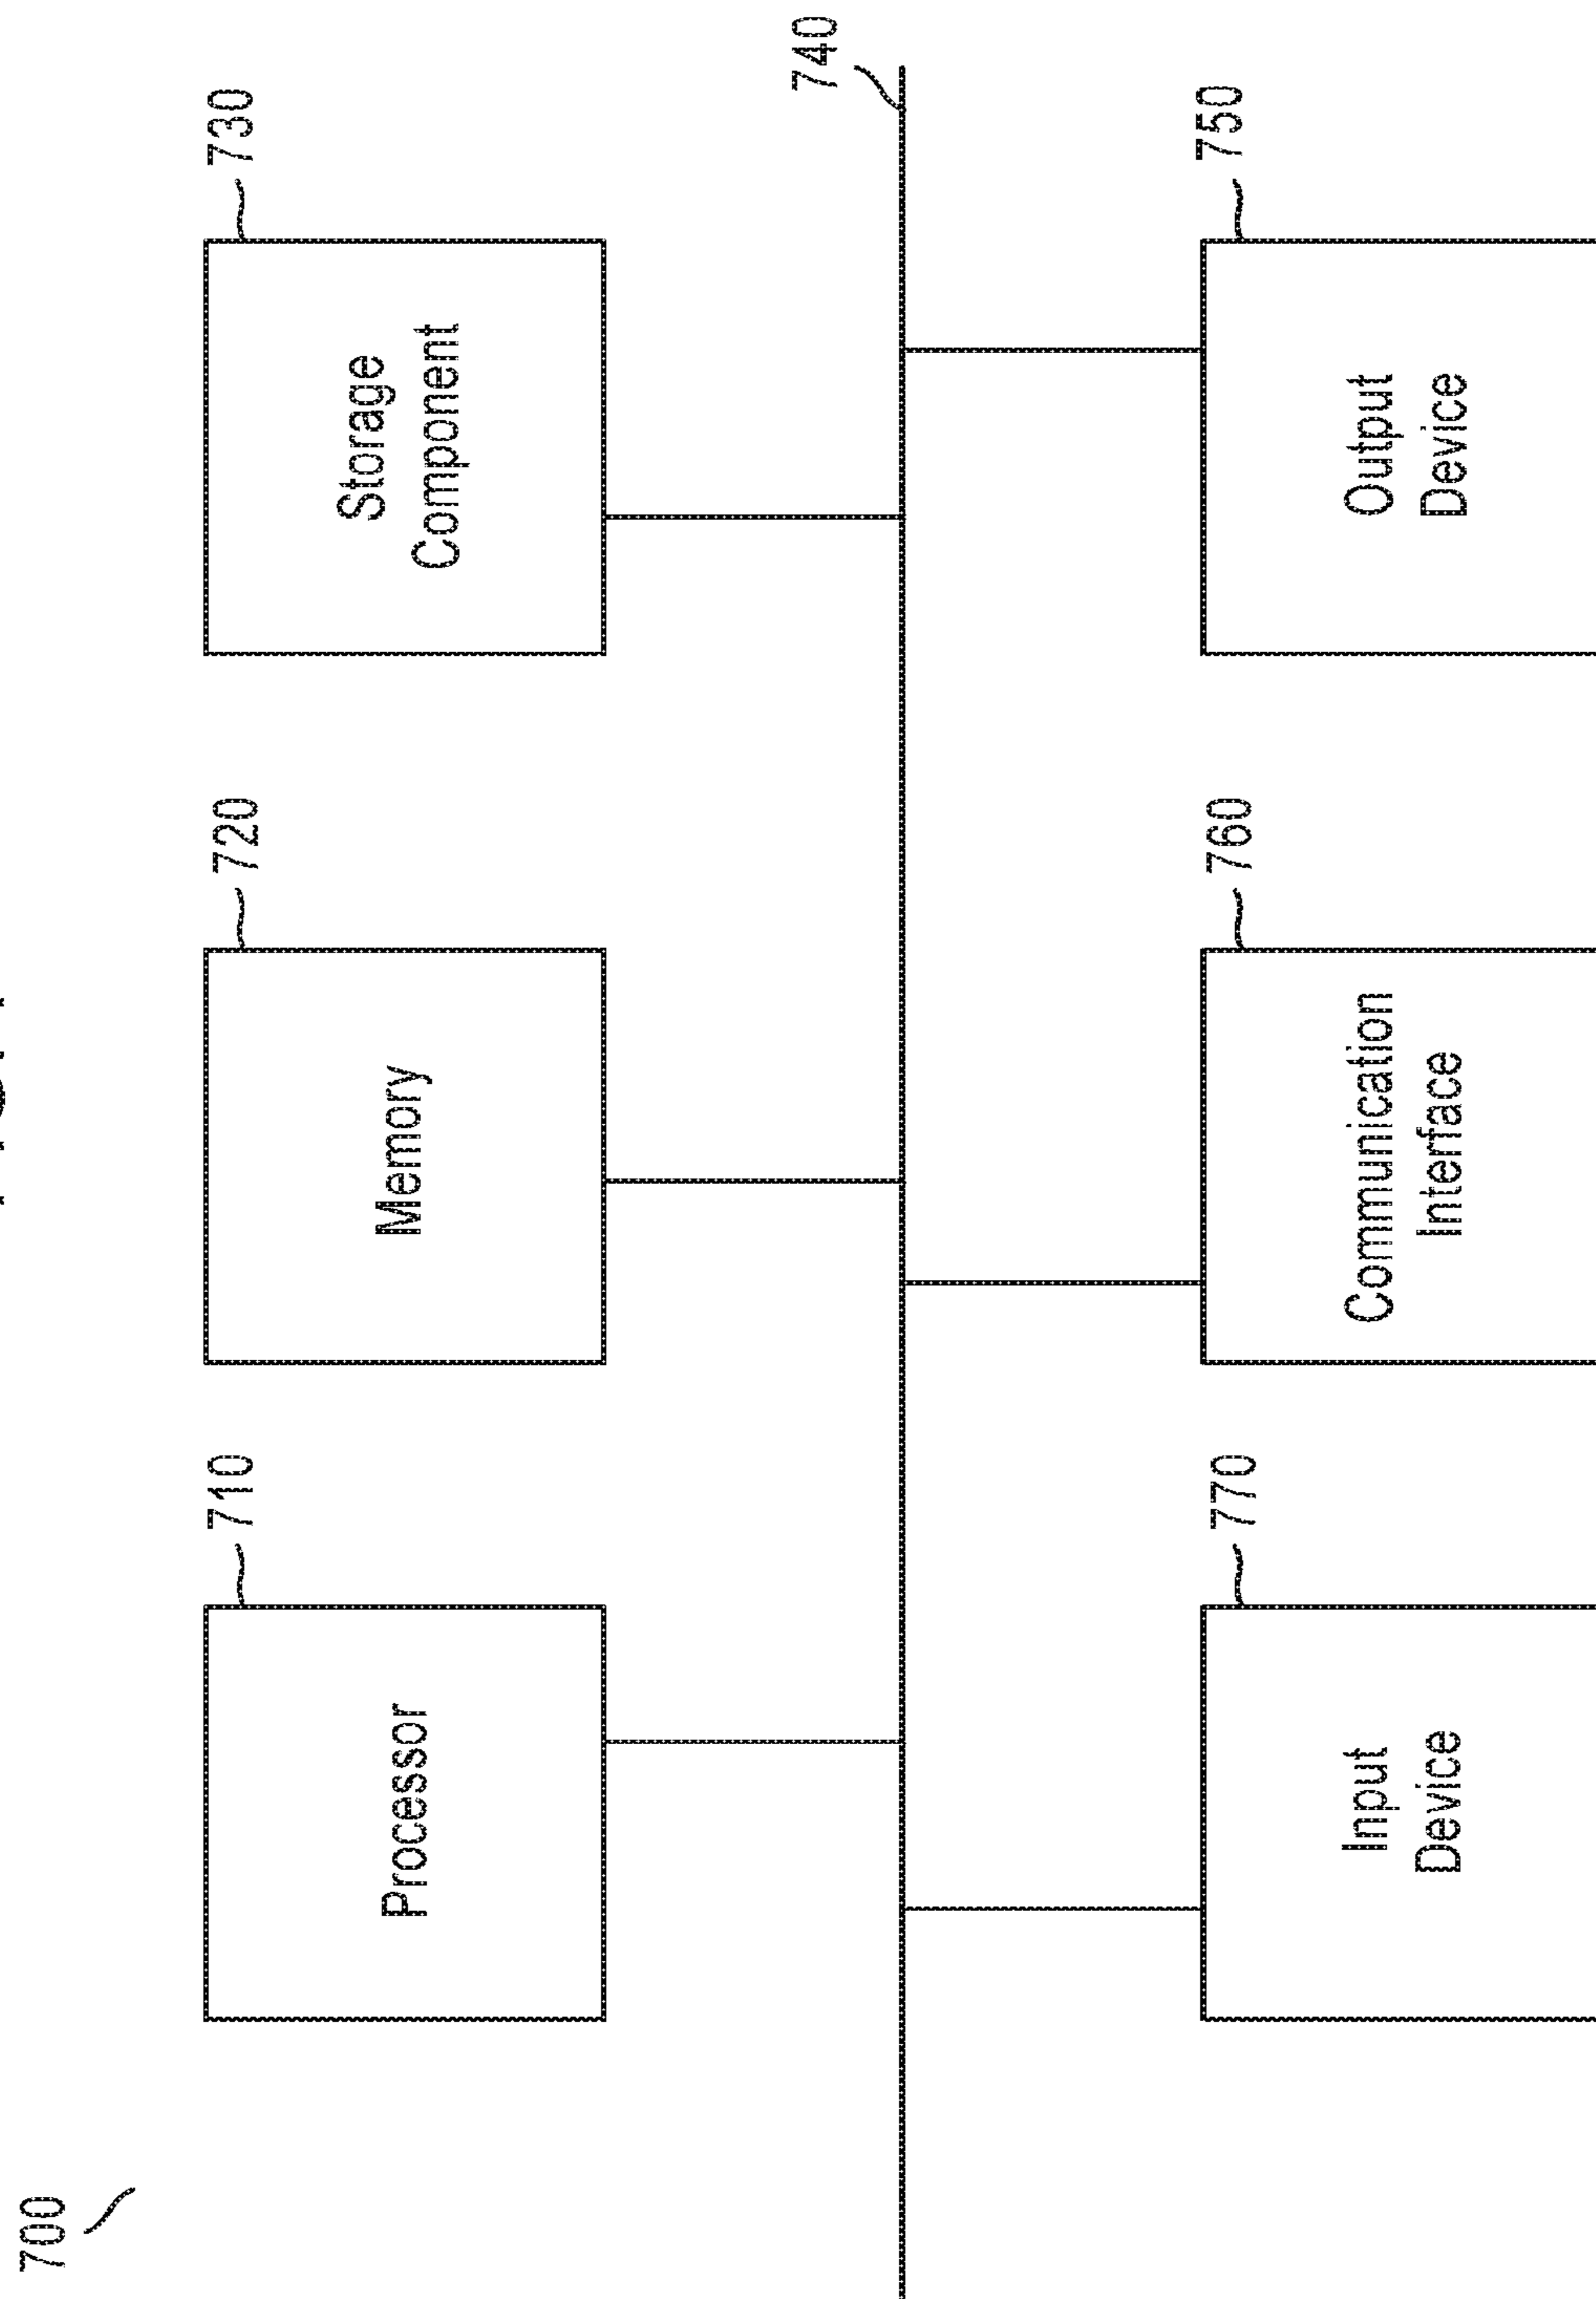 700
710
Processor
720
Memory
730
Storage
Component
740
770
Input
Device
760
Communication
Interface
750
Output
Device